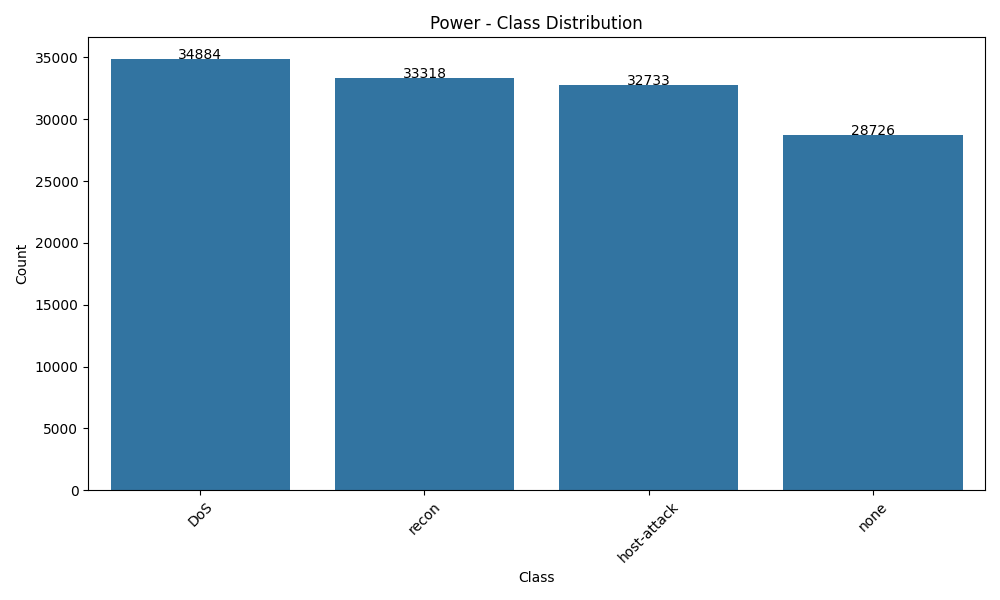 Power - Class Distribution
Count
35000
30000
25000
20000
15000
10000
5000
0
34884
33318
32733
28726
DoS
recon
host-attack
none
Class